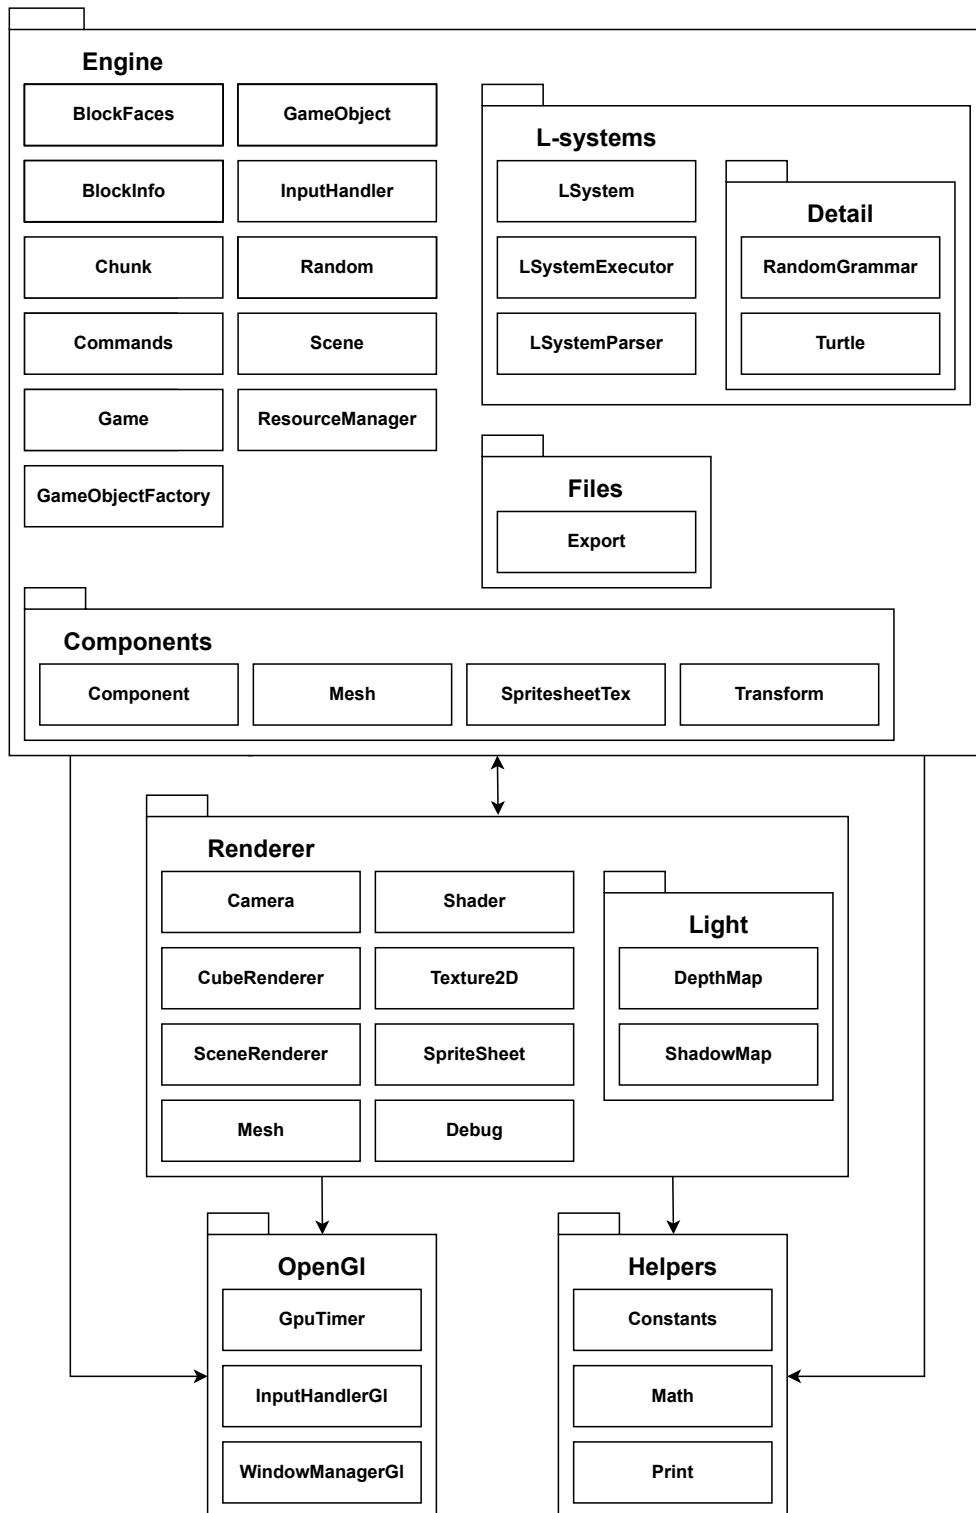 Engine
BlockFaces
GameObject
BlockInfo
InputHandler
Chunk
Random
Commands
Scene
Game
ResourceManager
GameObjectFactory
L-systems
LSystem
LSystemExecutor
LSystemParser
Detail
RandomGrammar
Turtle
Files
Export
Components
Component
Mesh
SpritesheetTex
Transform
Renderer
Camera
Shader
CubeRenderer
Texture2D
SceneRenderer
SpriteSheet
Mesh
Debug
Light
DepthMap
ShadowMap
OpenGl
GpuTimer
InputHandlerGl
WindowManagerGl
Helpers
Constants
Math
Print